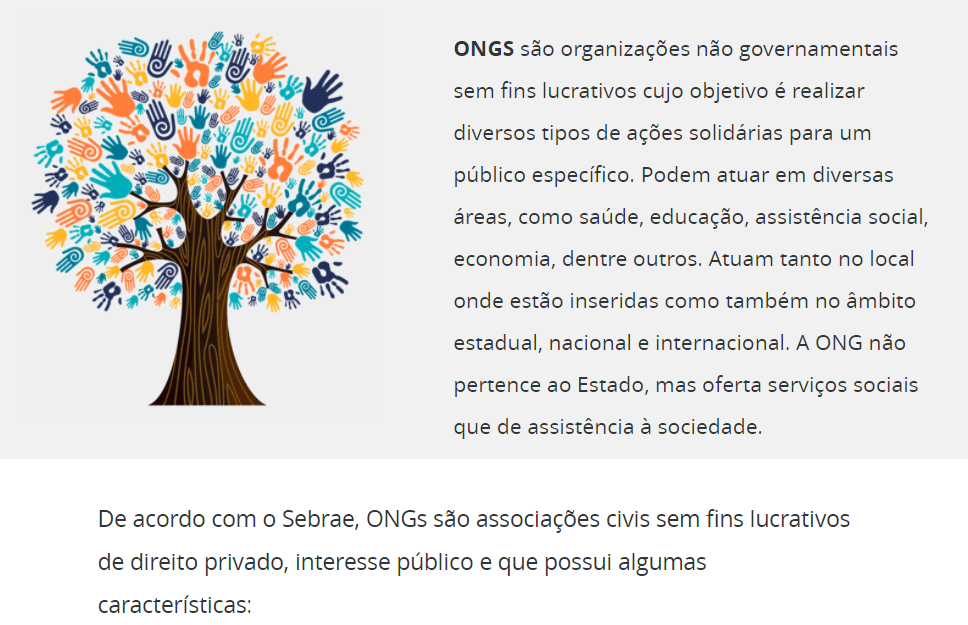 ONGS são organizações não governamentais
sem fins lucrativos cujo objetivo é realizar
diversos tipos de ações solidárias para um
público específico. Podem atuar em diversas
áreas, como saúde, educação, assistência social,
economia, dentre outros. Atuam tanto no local
onde estão inseridas como também no âmbito
estadual, nacional e internacional. A ONG não
pertence ao Estado, mas oferta serviços sociais
que de assistência à sociedade.
De acordo com o Sebrae, ONGs são associações civis sem fins lucrativos
de direito privado, interesse público e que possui algumas
características: